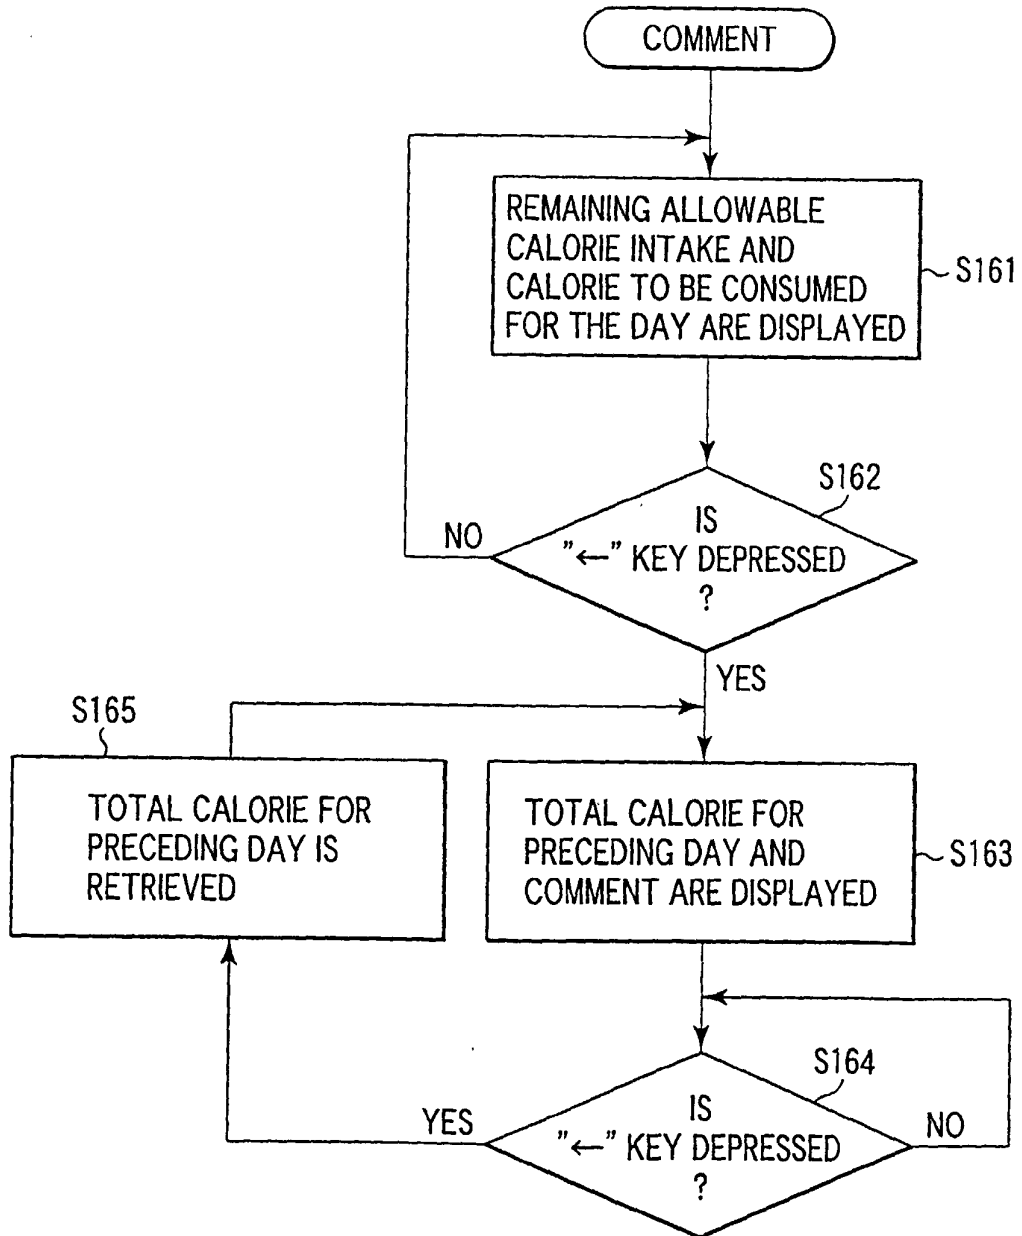 COMMENT
REMAINING ALLOWABLE
CALORIE INTAKE AND
CALORIE TO BE CONSUMED
FOR THE DAY ARE DISPLAYED
S161
S162
IS
"←" KEY DEPRESSED
?
NO
YES
S165
TOTAL CALORIE FOR
PRECEDING DAY IS
RETRIEVED
TOTAL CALORIE FOR
PRECEDING DAY AND
COMMENT ARE DISPLAYED
S163
S164
IS
"←" KEY DEPRESSED
?
YES
NO